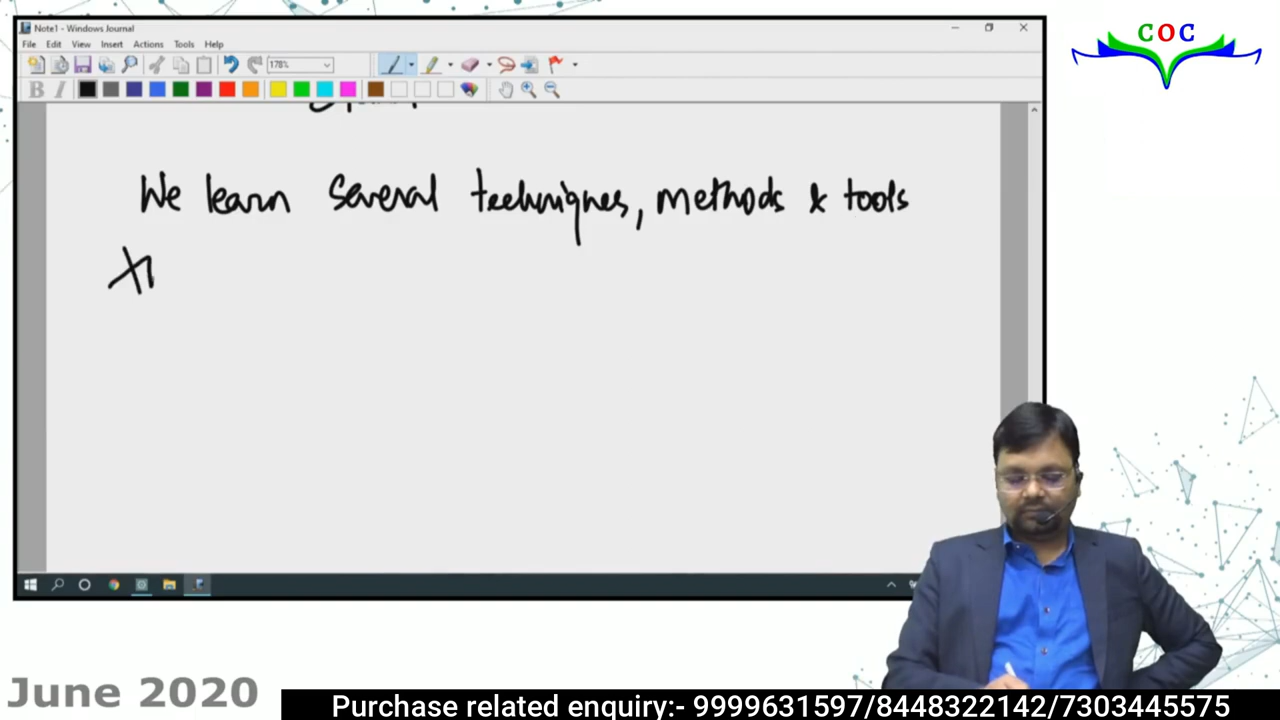 Note1 - Windows Journal
COC
File Edit View Insert Actions Tools Help
178%
B I
We learn several techniques, methods & tools
June 2020
Purchase related enquiry:- 9999631597/8448322142/7303445575